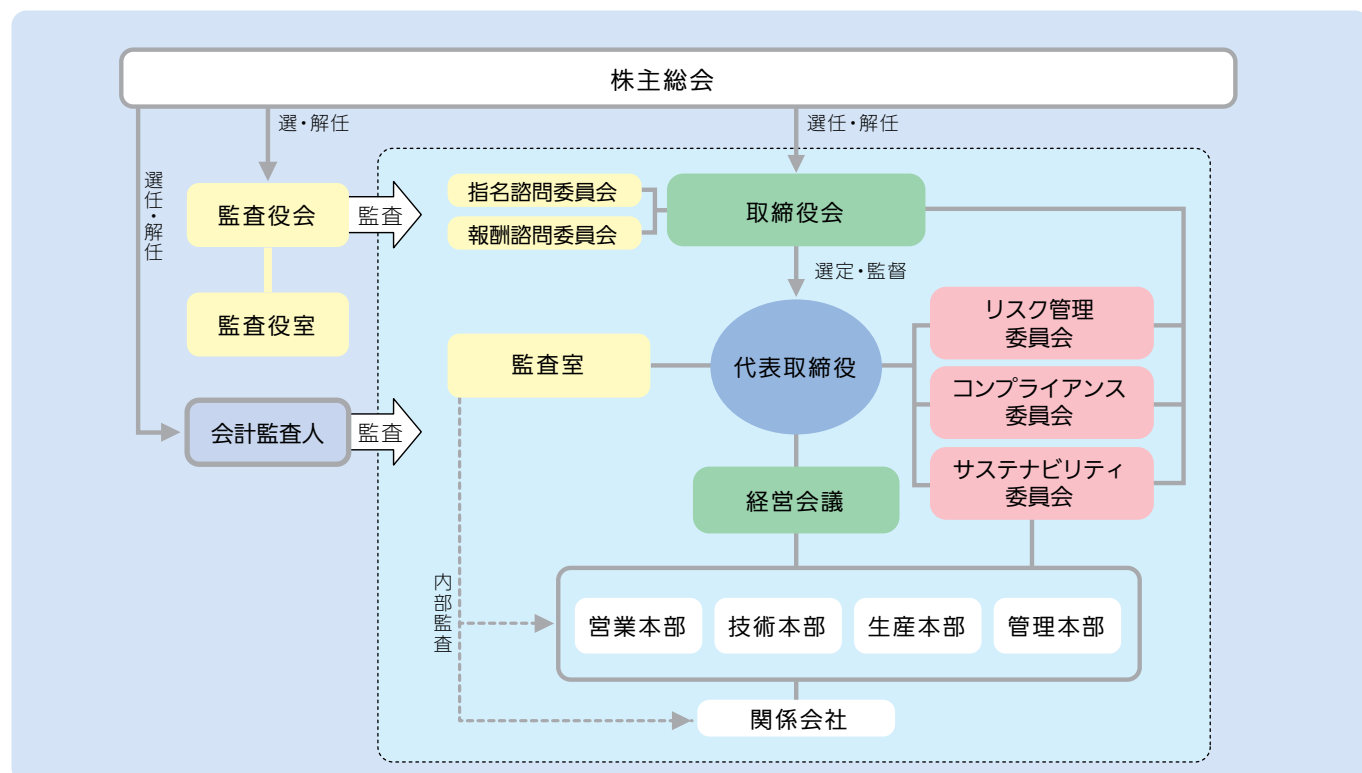 株主総会
選・解任
選任・解任
選任・解任
監査役会
監査
指名諮問委員会
報酬諮問委員会
取締役会
選定・監督
監査役室
監査室
代表取締役
リスク管理
委員会
コンプライアンス
委員会
サステナビリティ
委員会
会計監査人
監査
経営会議
内部監査
営業本部
技術本部
生産本部
管理本部
関係会社